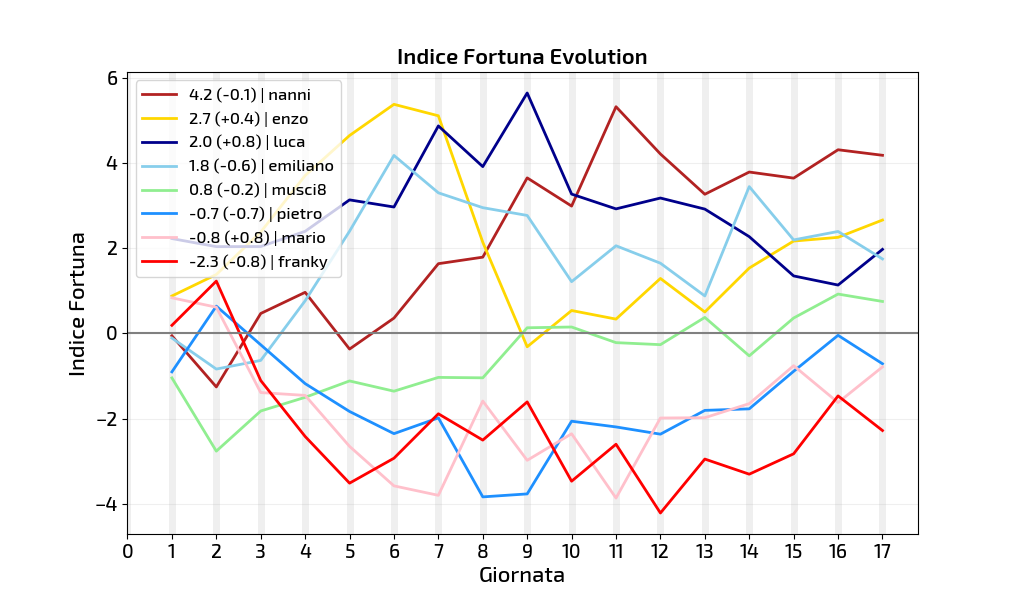 Indice Fortuna Evolution
4.2 (-0.1) | nanni
2.7 (+0.4) | enzo
2.0 (+0.8) | luca
1.8 (-0.6) | emiliano
0.8 (-0.2) | musci8
-0.7 (-0.7) | pietro
-0.8 (+0.8) | mario
-2.3 (-0.8) | franky
Indice Fortuna
6
4
2
0
−2
−4
0 1 2 3 4 5 6 7 8 9 10 11 12 13 14 15 16 17
Giornata